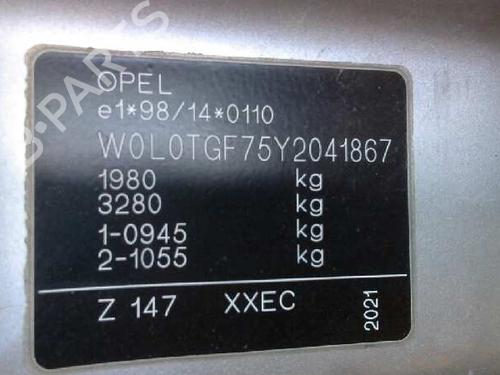 OPEL
e1*98/14*0110
W0L0TGF75Y2041867
1980 kg
3280 kg
1-0945 kg
2-1055 kg
Z 147 XXEC
2021
B-PARTS